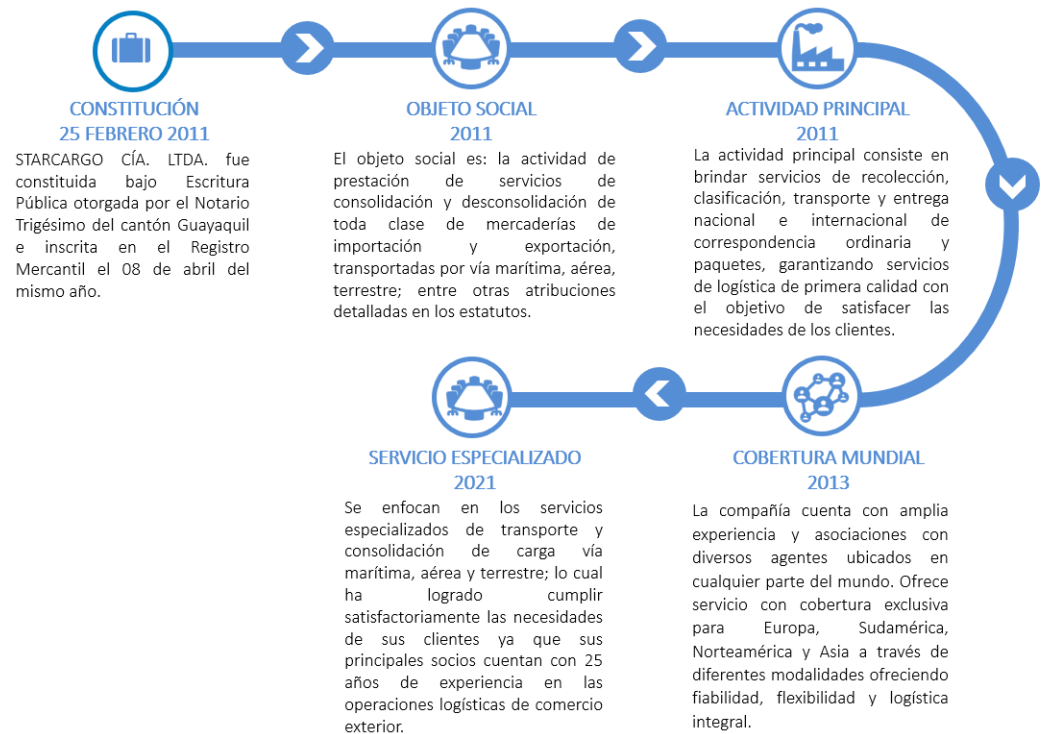 CONSTITUCIÓN
25 FEBRERO 2011
STARCARGO CÍA. LTDA. fue
constituida bajo Escritura
Pública otorgada por el Notario
Trigésimo del cantón Guayaquil
e inscrita en el Registro
Mercantil el 08 de abril del
mismo año.
OBJETO SOCIAL
2011
El objeto social es: la actividad de
prestación de servicios de
consolidación y desconsolidación de
toda clase de mercaderías de
importación y exportación,
transportadas por vía marítima, aérea,
terrestre; entre otras atribuciones
detalladas en los estatutos.
ACTIVIDAD PRINCIPAL
2011
La actividad principal consiste en
brindar servicios de recolección,
clasificación, transporte y entrega
nacional e internacional de
correspondencia ordinaria y
paquetes, garantizando servicios
de logística de primera calidad con
el objetivo de satisfacer las
necesidades de los clientes.
COBERTURA MUNDIAL
2013
La compañía cuenta con amplia
experiencia y asociaciones con
diversos agentes ubicados en
cualquier parte del mundo. Ofrece
servicio con cobertura exclusiva
para Europa, Sudamérica,
Norteamérica y Asia a través de
diferentes modalidades ofreciendo
fiabilidad, flexibilidad y logística
integral.
SERVICIO ESPECIALIZADO
2021
Se enfocan en los servicios
especializados de transporte y
consolidación de carga vía
marítima, aérea y terrestre; lo cual
ha logrado cumplir
satisfactoriamente las necesidades
de sus clientes ya que sus
principales socios cuentan con 25
años de experiencia en las
operaciones logísticas de comercio
exterior.